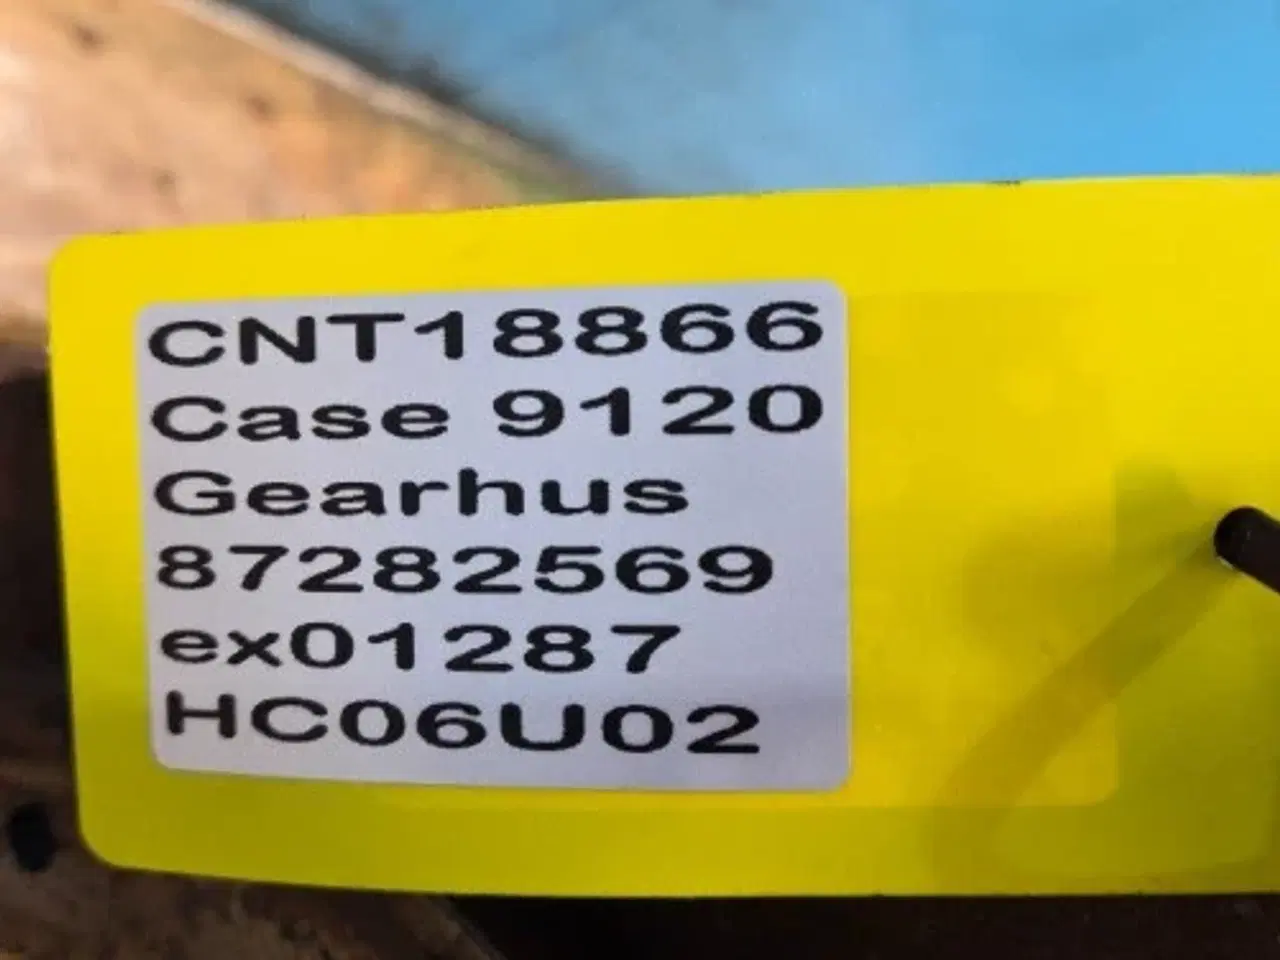 CNT18866
Case 9120
Gearhus
87282569
ex01287
HC06U02